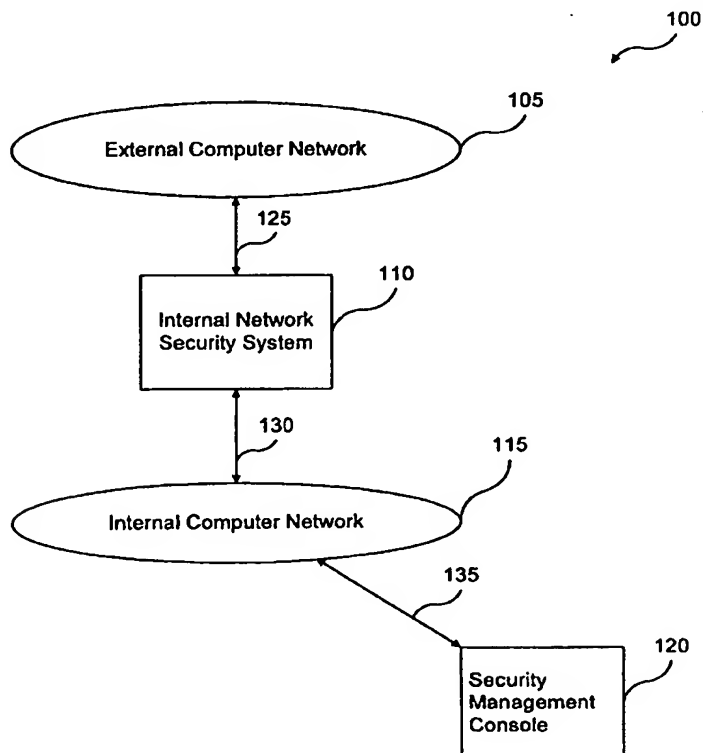 100
105
External Computer Network
125
110
Internal Network
Security System
130
115
Internal Computer Network
135
120
Security
Management
Console